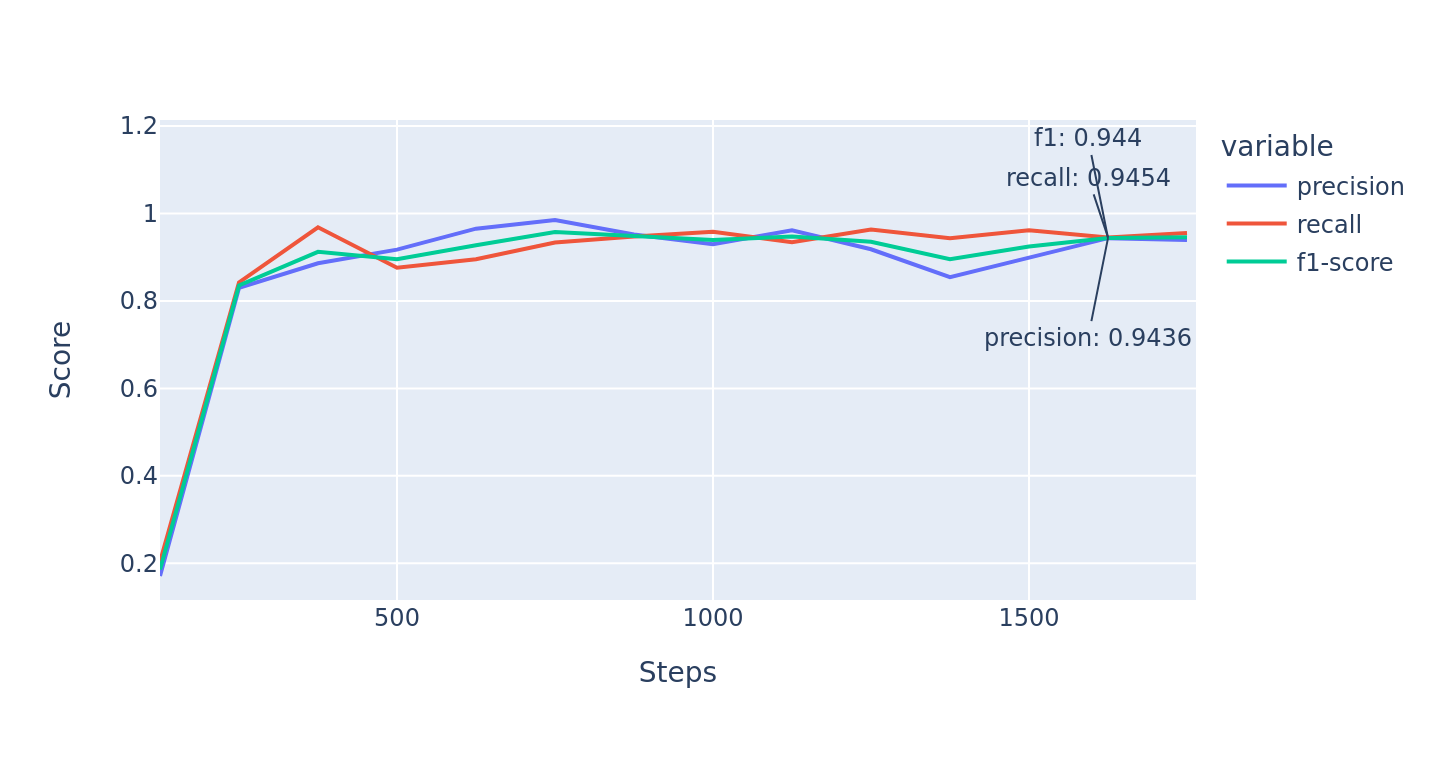 1.2
1
0.8
0.6
0.4
0.2
Score
500
1000
1500
Steps
f1: 0.944
recall: 0.9454
precision: 0.9436
variable
precision
recall
f1-score